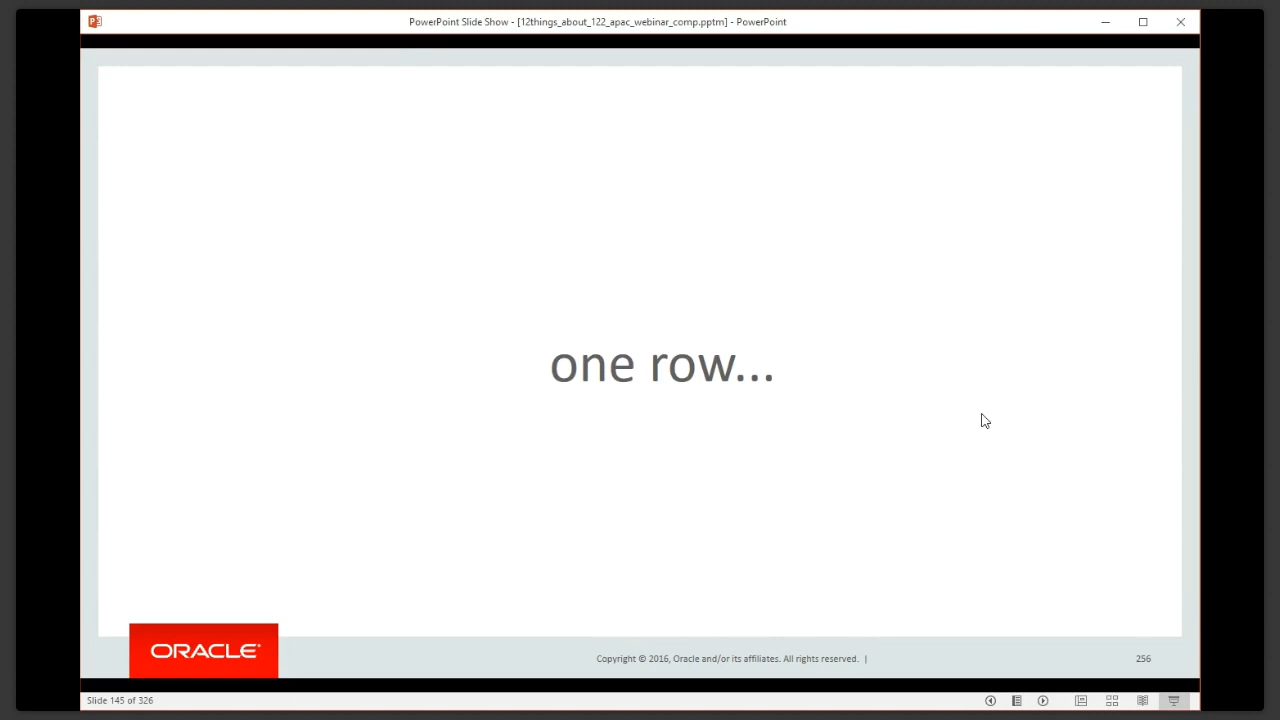 PowerPoint Slide Show - [12things_about_122_apac_webinar_comp.pptm] - PowerPoint
one row...
ORACLE
Copyright © 2016, Oracle and/or its affiliates. All rights reserved. |
256
Slide 145 of 326